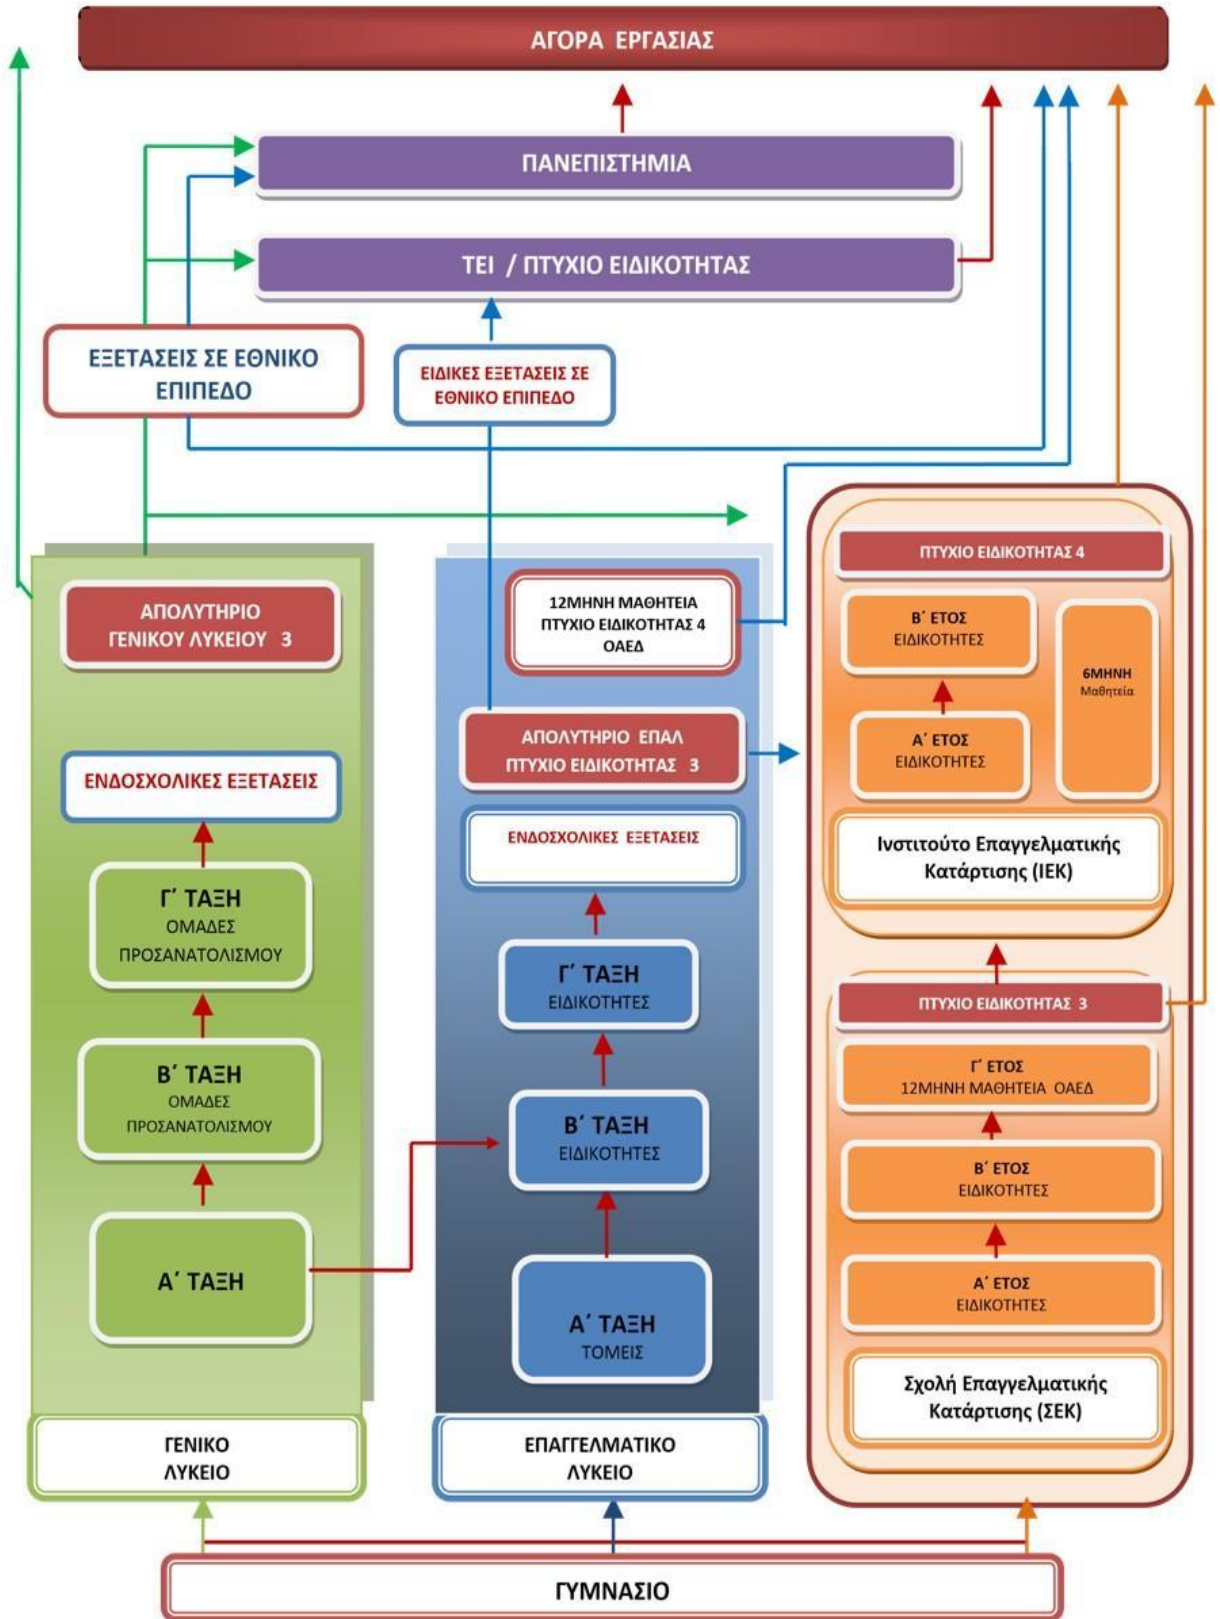 ΑΓΟΡΑ ΕΡΓΑΣΙΑΣ
ΠΑΝΕΠΙΣΤΗΜΙΑ
ΤΕΙ / ΠΤΥΧΙΟ ΕΙΔΙΚΟΤΗΤΑΣ
ΕΞΕΤΑΣΕΙΣ ΣΕ ΕΘΝΙΚΟ
ΕΠΙΠΕΔΟ
ΕΙΔΙΚΕΣ ΕΞΕΤΑΣΕΙΣ ΣΕ
ΕΘΝΙΚΟ ΕΠΙΠΕΔΟ
ΑΠΟΛΥΤΗΡΙΟ
ΓΕΝΙΚΟΥ ΛΥΚΕΙΟΥ 3
ΕΝΔΟΣΧΟΛΙΚΕΣ ΕΞΕΤΑΣΕΙΣ
Γ΄ ΤΑΞΗ
ΟΜΑΔΕΣ
ΠΡΟΣΑΝΑΤΟΛΙΣΜΟΥ
Β΄ ΤΑΞΗ
ΟΜΑΔΕΣ
ΠΡΟΣΑΝΑΤΟΛΙΣΜΟΥ
Α΄ ΤΑΞΗ
ΓΕΝΙΚΟ
ΛΥΚΕΙΟ
12ΜΗΝΗ ΜΑΘΗΤΕΙΑ
ΠΤΥΧΙΟ ΕΙΔΙΚΟΤΗΤΑΣ 4
ΟΑΕΔ
ΑΠΟΛΥΤΗΡΙΟ ΕΠΑΛ
ΠΤΥΧΙΟ ΕΙΔΙΚΟΤΗΤΑΣ 3
ΕΝΔΟΣΧΟΛΙΚΕΣ ΕΞΕΤΑΣΕΙΣ
Γ΄ ΤΑΞΗ
ΕΙΔΙΚΟΤΗΤΕΣ
Β΄ ΤΑΞΗ
ΕΙΔΙΚΟΤΗΤΕΣ
Α΄ ΤΑΞΗ
ΤΟΜΕΙΣ
ΕΠΑΓΓΕΛΜΑΤΙΚΟ
ΛΥΚΕΙΟ
ΠΤΥΧΙΟ ΕΙΔΙΚΟΤΗΤΑΣ 4
Β΄ ΕΤΟΣ
ΕΙΔΙΚΟΤΗΤΕΣ
6ΜΗΝΗ
Μαθητεία
Α΄ ΕΤΟΣ
ΕΙΔΙΚΟΤΗΤΕΣ
Ινστιτούτο Επαγγελματικής
Κατάρτισης (ΙΕΚ)
ΠΤΥΧΙΟ ΕΙΔΙΚΟΤΗΤΑΣ 3
Γ΄ ΕΤΟΣ
12ΜΗΝΗ ΜΑΘΗΤΕΙΑ ΟΑΕΔ
Β΄ ΕΤΟΣ
ΕΙΔΙΚΟΤΗΤΕΣ
Α΄ ΕΤΟΣ
ΕΙΔΙΚΟΤΗΤΕΣ
Σχολή Επαγγελματικής
Κατάρτισης (ΣΕΚ)
ΓΥΜΝΑΣΙΟ